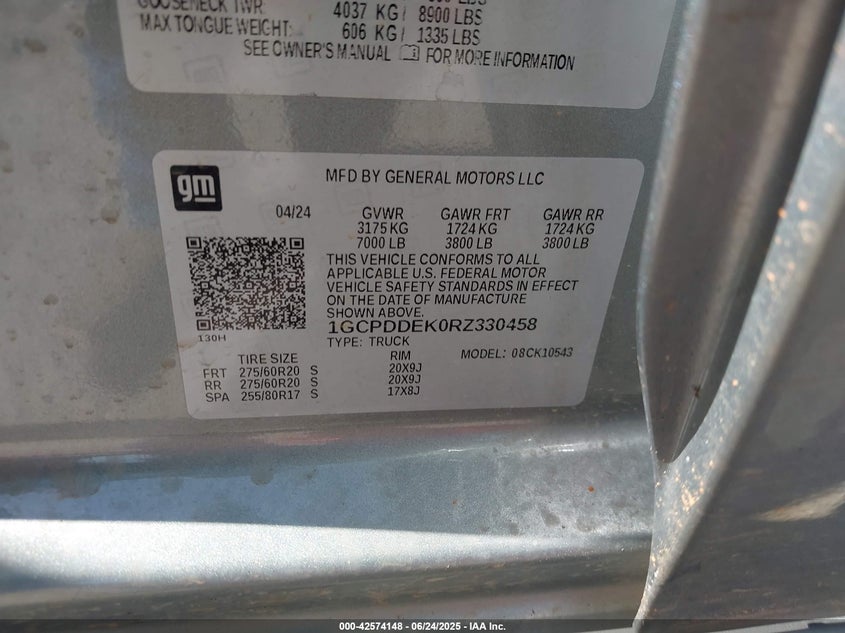 GOOSENECK TWR:
4037 KG / 8900 LBS
MAX TONGUE WEIGHT: 606 KG / 1335 LBS
SEE OWNER'S MANUAL FOR MORE INFORMATION
gm
MFD BY GENERAL MOTORS LLC
04/24 GVWR GAWR FRT GAWR RR
3175 KG 1724 KG 1724 KG
7000 LB 3800 LB 3800 LB
THIS VEHICLE CONFORMS TO ALL
APPLICABLE U.S. FEDERAL MOTOR
VEHICLE SAFETY STANDARDS IN EFFECT
ON THE DATE OF MANUFACTURE
SHOWN ABOVE.
1GCPDDEK0RZ330458
130H
TYPE: TRUCK MODEL: 08CK10543
TIRE SIZE RIM
FRT 275/60R20 S 20X9J
RR 275/60R20 S 20X9J
SPA 255/80R17 S 17X8J
000-42574148 - 06/24/2025 - IAA Inc.